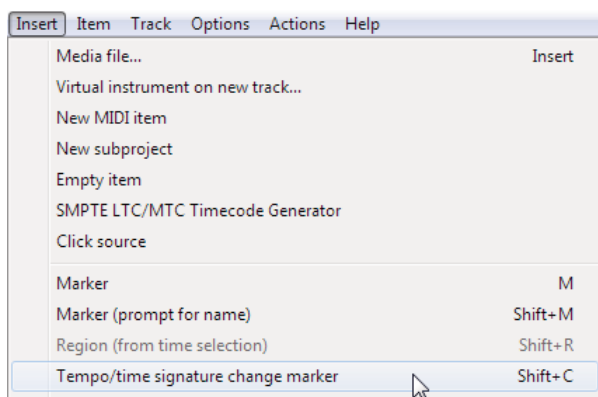 Insert Item Track Options Actions Help
Media file... Insert
Virtual instrument on new track...
New MIDI item
New subproject
Empty item
SMPTE LTC/MTC Timecode Generator
Click source
Marker M
Marker (prompt for name) Shift+M
Region (from time selection) Shift+R
Tempo/time signature change marker Shift+C